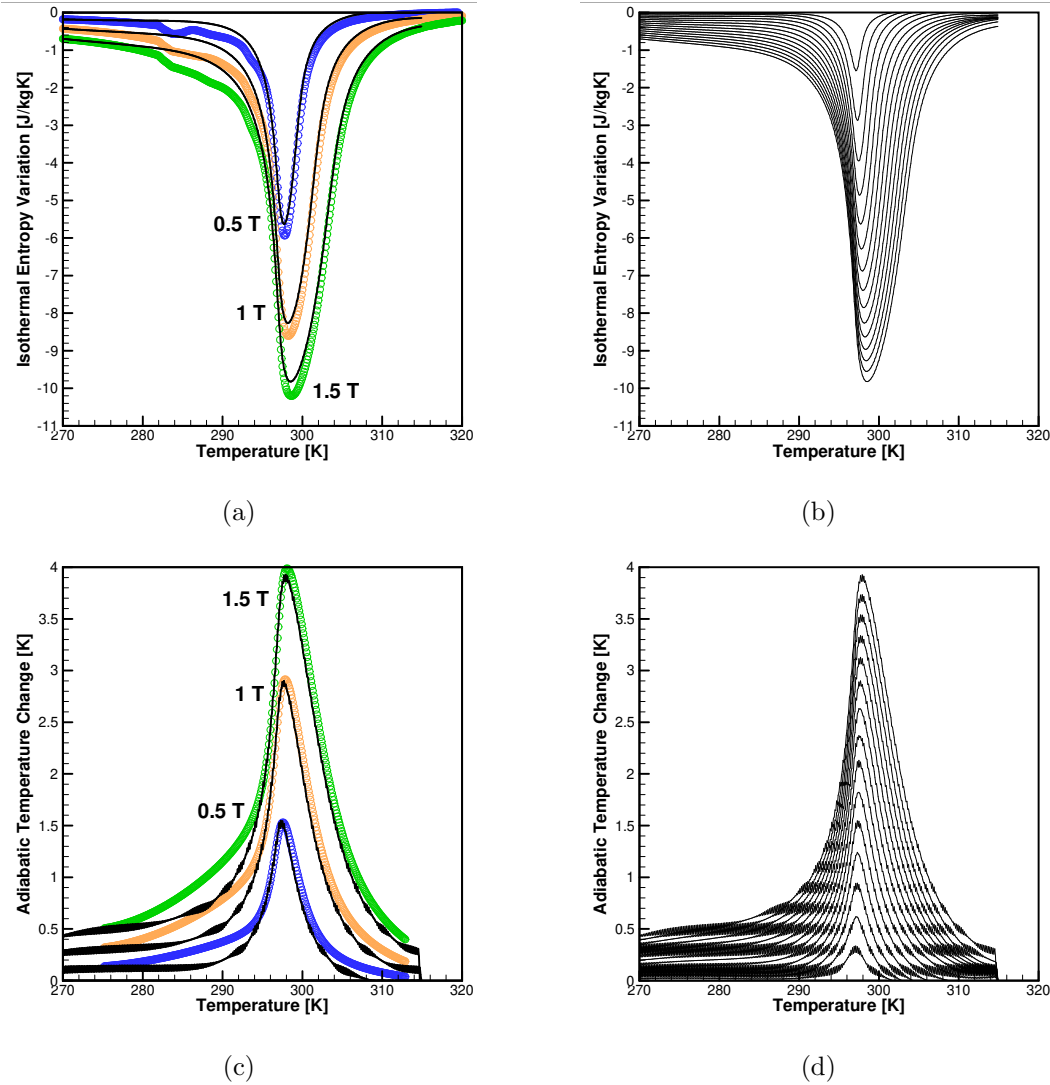 Isothermal Entropy Variation [J/kgK]
0
-1
-2
-3
-4
-5
-6
-7
-8
-9
-10
-11
0.5 T
1 T
1.5 T
270 280 290 300 310 320
Temperature [K]
(a)
Isothermal Entropy Variation [J/kgK]
0
-1
-2
-3
-4
-5
-6
-7
-8
-9
-10
-11
270 280 290 300 310 320
Temperature [K]
(b)
Adiabatic Temperature Change [K]
4
3.5
3
2.5
2
1.5
1
0.5
0
1.5 T
1 T
0.5 T
270 280 290 300 310 320
Temperature [K]
(c)
Adiabatic Temperature Change [K]
4
3.5
3
2.5
2
1.5
1
0.5
0
270 280 290 300 310 320
Temperature [K]
(d)